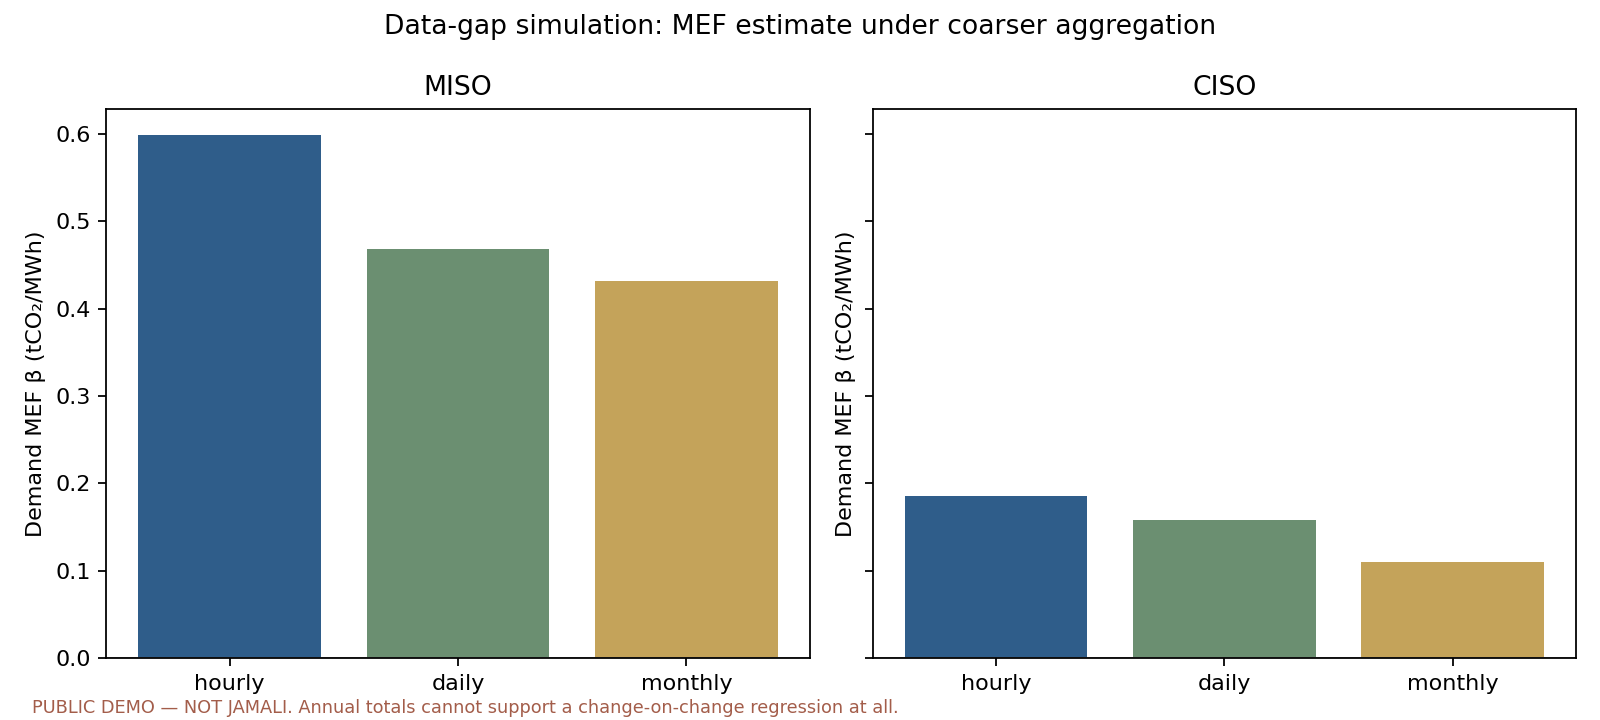 Data-gap simulation: MEF estimate under coarser aggregation
MISO
Demand MEF β (tCO₂/MWh)
0.6
0.5
0.4
0.3
0.2
0.1
0.0
hourly daily monthly
CISO
Demand MEF β (tCO₂/MWh)
hourly daily monthly
PUBLIC DEMO — NOT JAMALI. Annual totals cannot support a change-on-change regression at all.